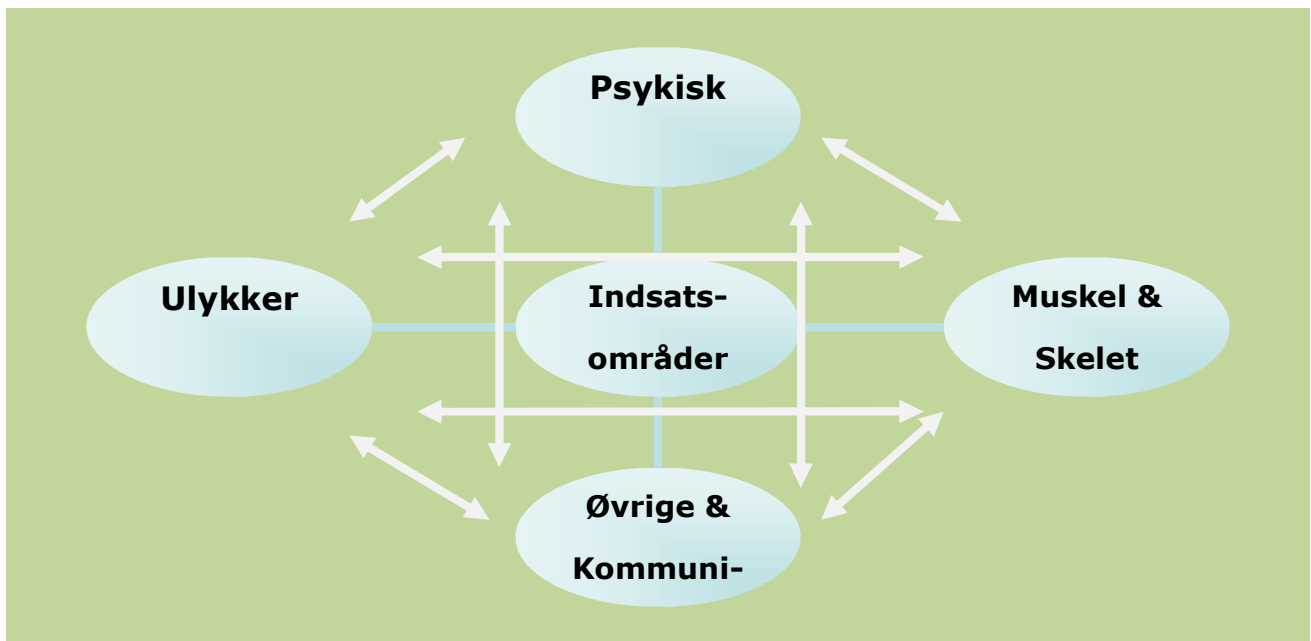 Psykisk
Ulykker
Indsats-
områder
Muskel &
Skelet
Øvrige &
Kommuni-